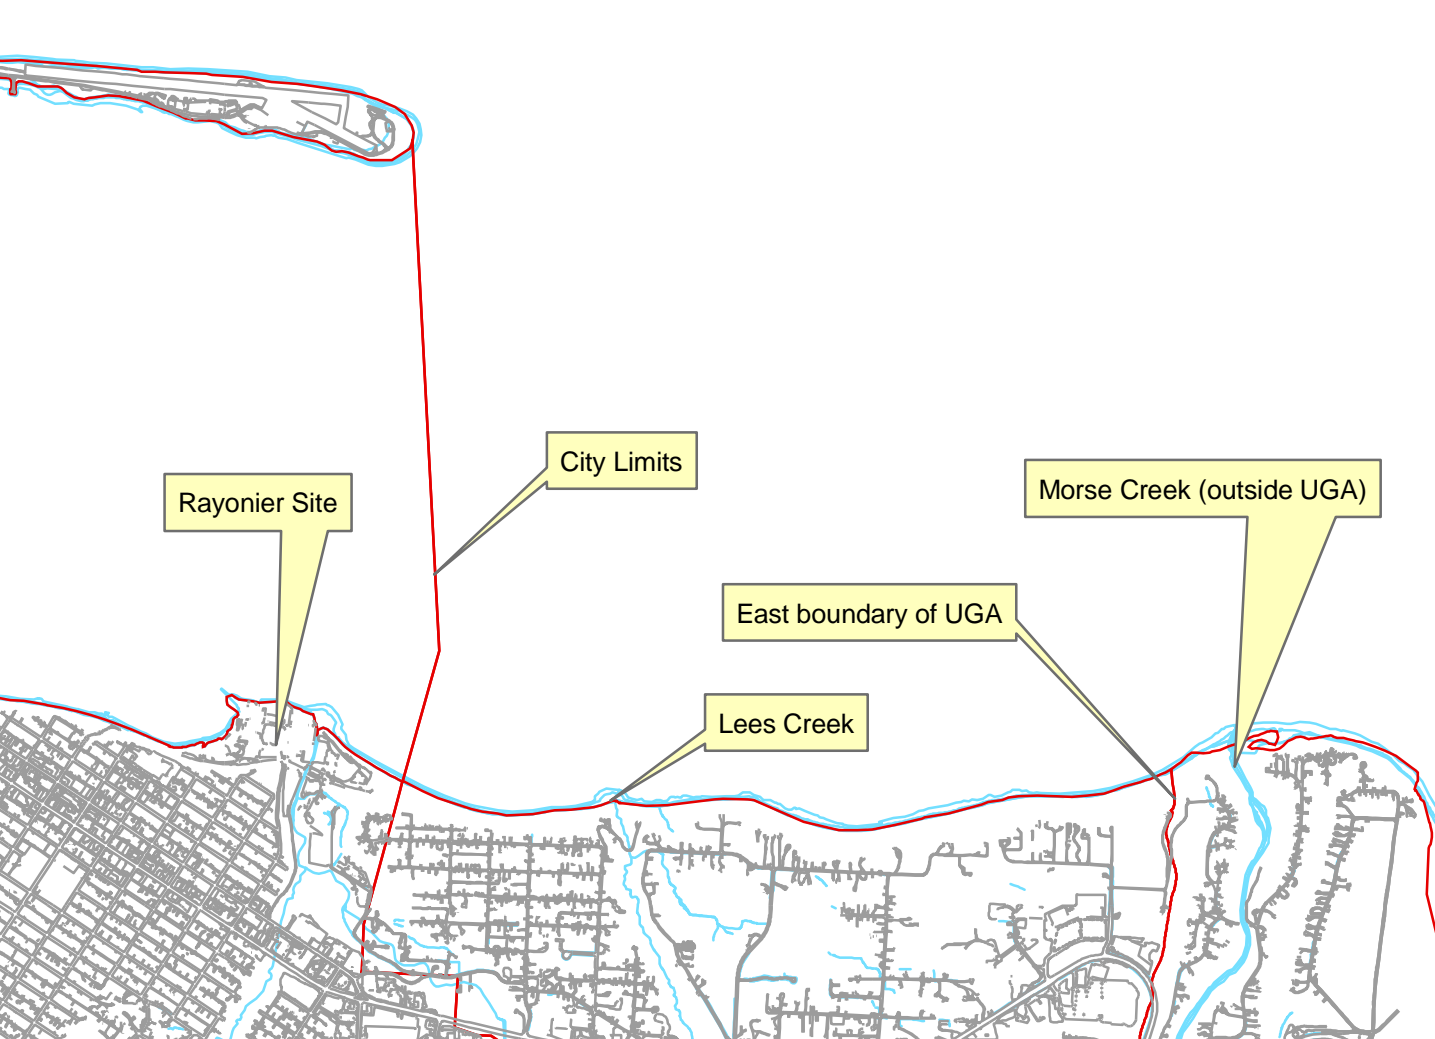 City Limits
Morse Creek (outside UGA)
Rayonier Site
East boundary of UGA
Lees Creek